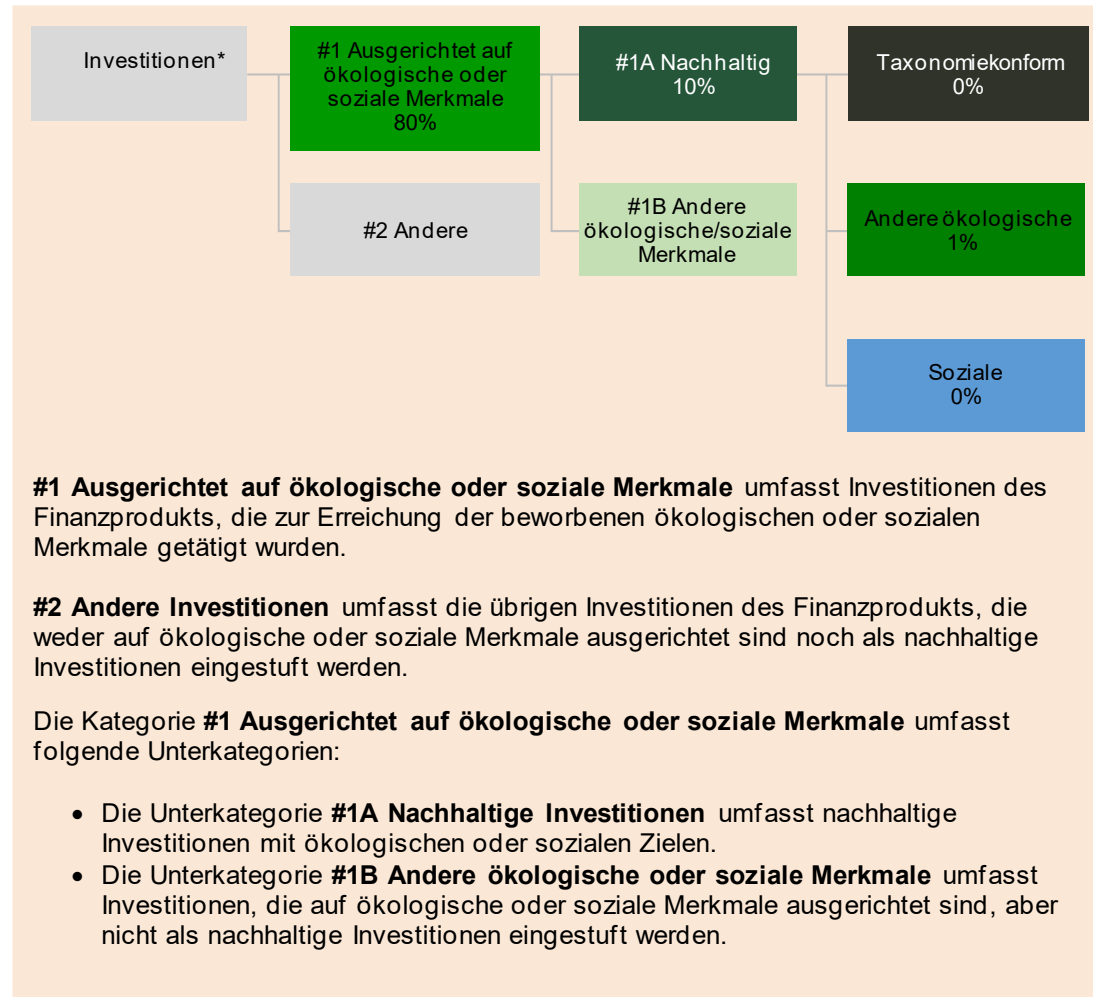 Investitionen*
#1 Ausgerichtet auf
ökologische oder
soziale Merkmale
80%
#1A Nachhaltig
10%
Taxonomiekonform
0%
#2 Andere
#1B Andere
ökologische/soziale
Merkmale
Andere ökologische
1%
Soziale
0%
#1 Ausgerichtet auf ökologische oder soziale Merkmale umfasst Investitionen des
Finanzprodukts, die zur Erreichung der beworbenen ökologischen oder sozialen
Merkmale getätigt wurden.
#2 Andere Investitionen umfasst die übrigen Investitionen des Finanzprodukts, die
weder auf ökologische oder soziale Merkmale ausgerichtet sind noch als nachhaltige
Investitionen eingestuft werden.
Die Kategorie #1 Ausgerichtet auf ökologische oder soziale Merkmale umfasst
folgende Unterkategorien:
• Die Unterkategorie #1A Nachhaltige Investitionen umfasst nachhaltige
Investitionen mit ökologischen oder sozialen Zielen.
• Die Unterkategorie #1B Andere ökologische oder soziale Merkmale umfasst
Investitionen, die auf ökologische oder soziale Merkmale ausgerichtet sind, aber
nicht als nachhaltige Investitionen eingestuft werden.